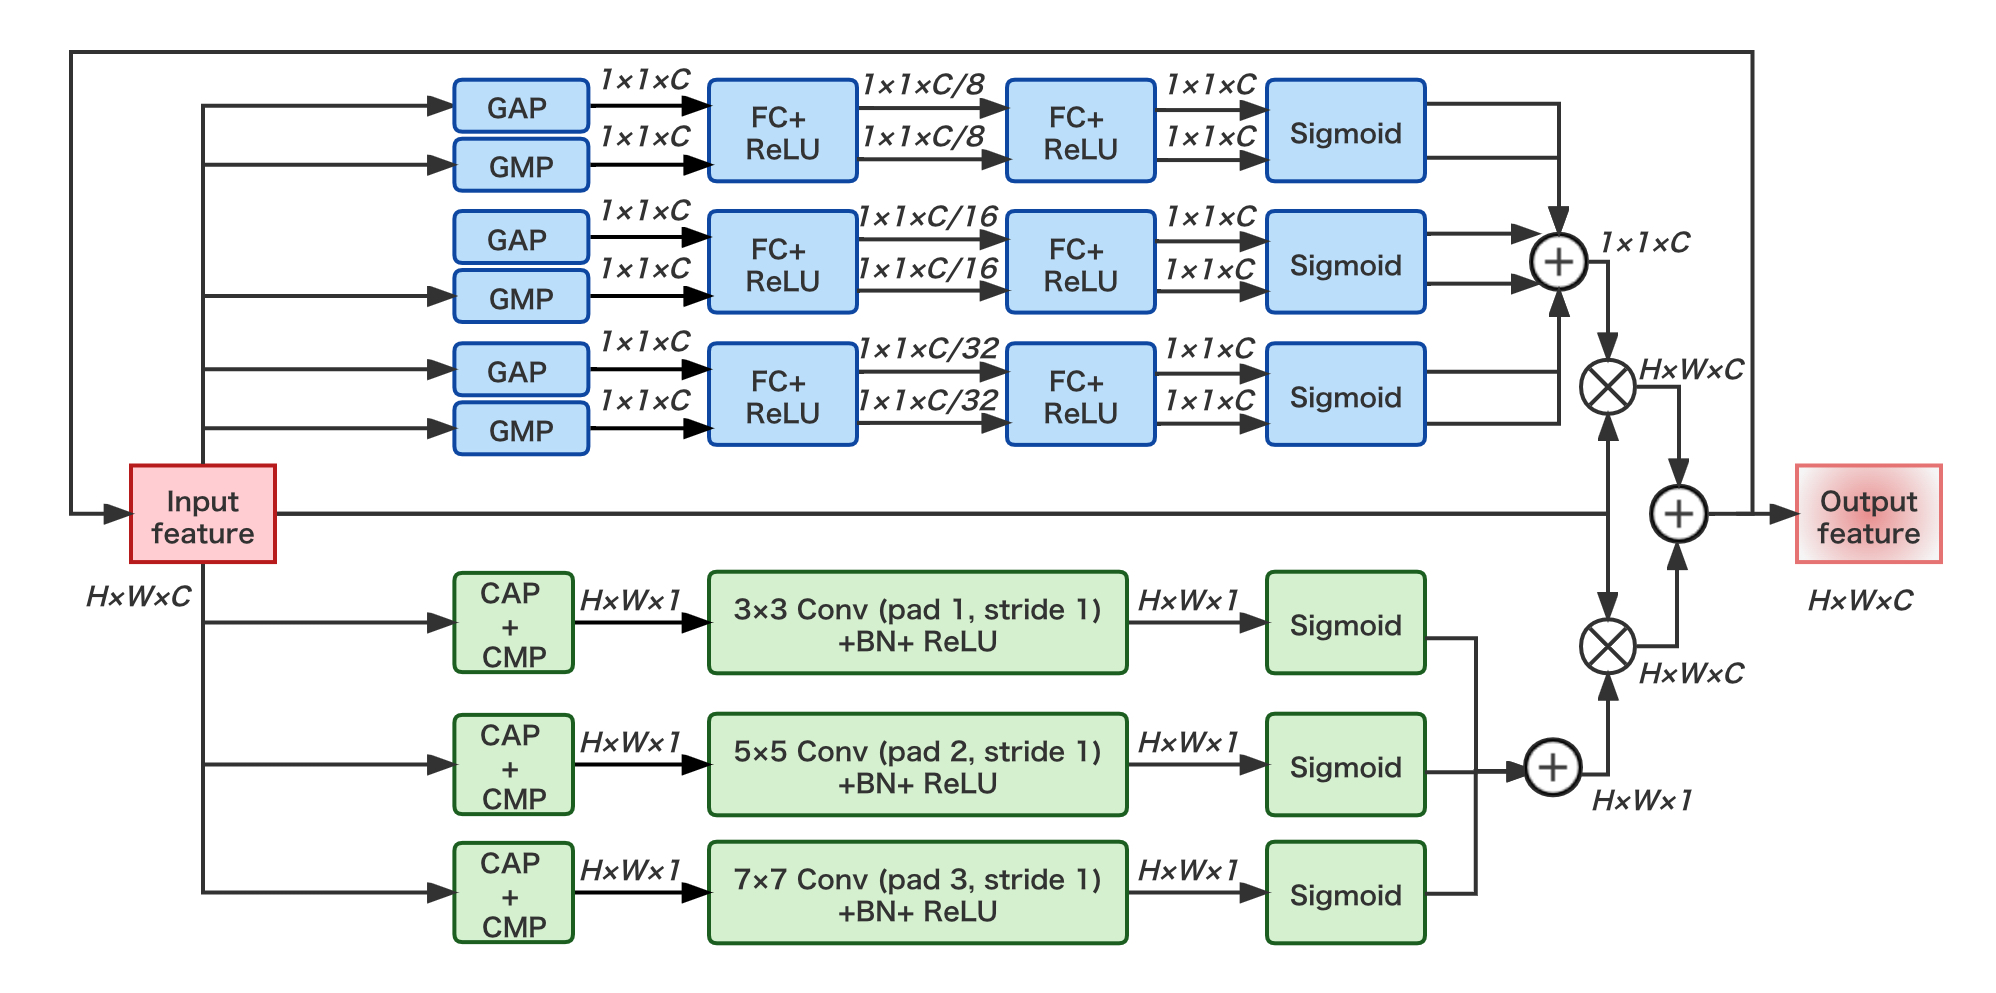 1×1×C
1×1×C/8
1×1×C
GAP
FC+
ReLU
FC+
ReLU
Sigmoid
1×1×C
1×1×C/8
1×1×C
GMP
1×1×C
1×1×C/16
1×1×C
GAP
FC+
ReLU
FC+
ReLU
Sigmoid
+
1×1×C
1×1×C
1×1×C/16
1×1×C
GMP
1×1×C
1×1×C/32
1×1×C
GAP
FC+
ReLU
FC+
ReLU
Sigmoid
H×W×C
1×1×C
1×1×C/32
1×1×C
GMP
Input
feature
+
Output
feature
H×W×C
H×W×C
CAP
+
CMP
H×W×1
3×3 Conv (pad 1, stride 1)
+BN+ ReLU
H×W×1
Sigmoid
H×W×C
CAP
+
CMP
H×W×1
5×5 Conv (pad 2, stride 1)
+BN+ ReLU
H×W×1
Sigmoid
+
H×W×1
CAP
+
CMP
H×W×1
7×7 Conv (pad 3, stride 1)
+BN+ ReLU
H×W×1
Sigmoid